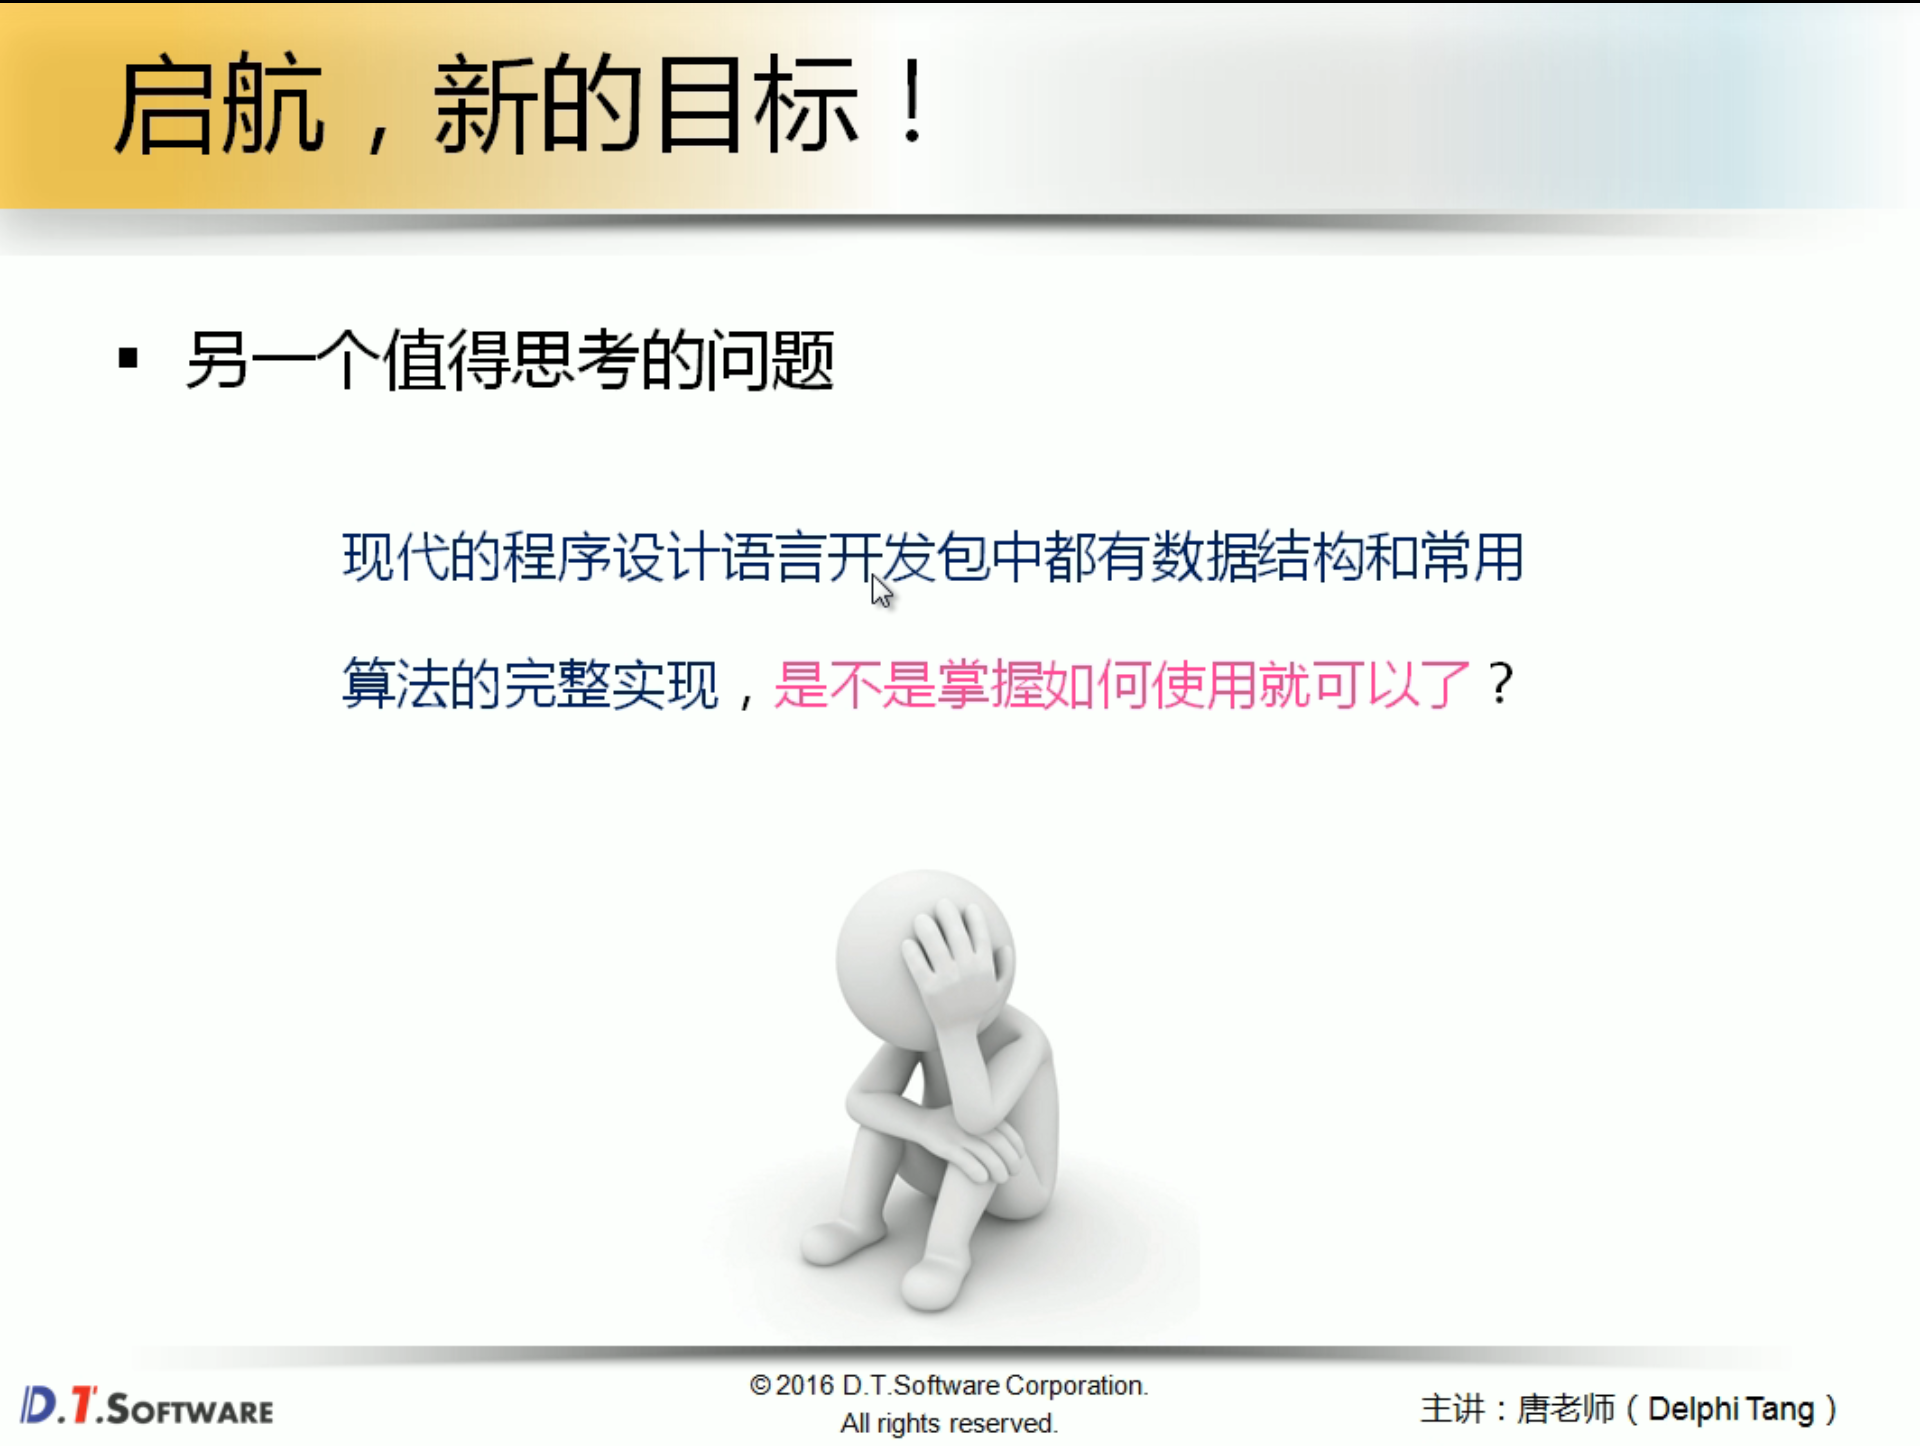 启航，新的目标！
▪ 另一个值得思考的问题
现代的程序设计语言开发包中都有数据结构和常用
算法的完整实现，是不是掌握如何使用就可以了？
D.T.SOFTWARE
© 2016 D.T.Software Corporation.
All rights reserved.
主讲：唐老师（Delphi Tang）